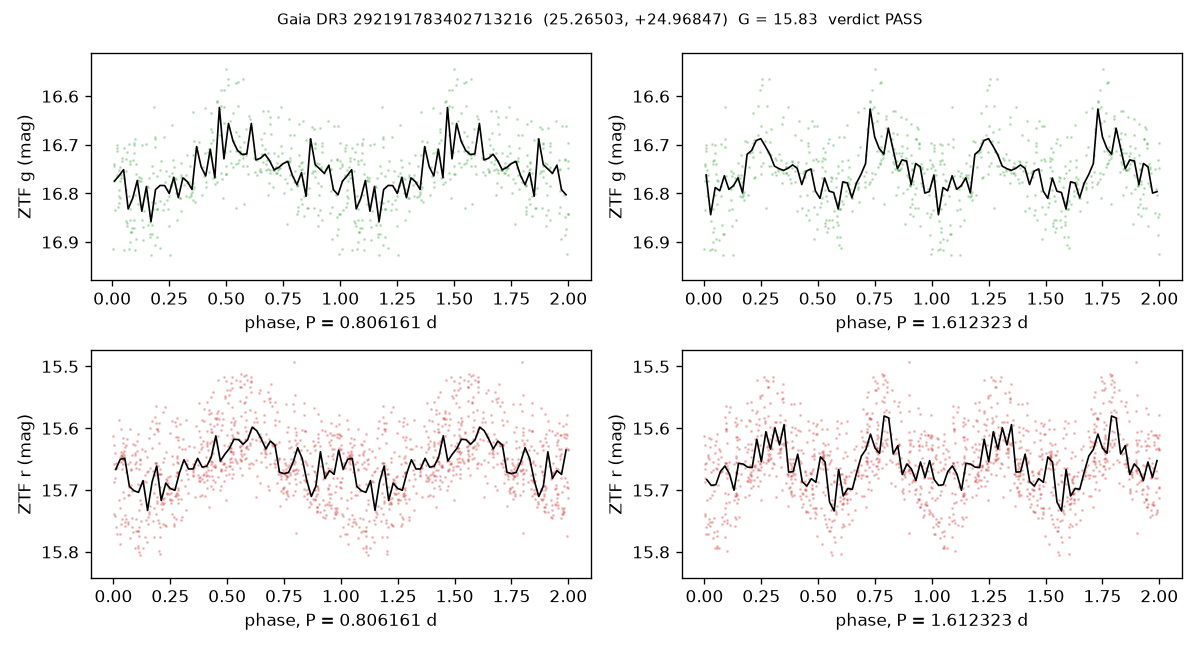 Gaia DR3 292191783402713216 (25.26503, +24.96847) G = 15.83 verdict PASS
ZTF g (mag)
16.6
16.7
16.8
16.9
0.00 0.25 0.50 0.75 1.00 1.25 1.50 1.75 2.00
phase, P = 0.806161 d
ZTF g (mag)
16.6
16.7
16.8
16.9
0.00 0.25 0.50 0.75 1.00 1.25 1.50 1.75 2.00
phase, P = 1.612323 d
ZTF r (mag)
15.5
15.6
15.7
15.8
0.00 0.25 0.50 0.75 1.00 1.25 1.50 1.75 2.00
phase, P = 0.806161 d
ZTF r (mag)
15.5
15.6
15.7
15.8
0.00 0.25 0.50 0.75 1.00 1.25 1.50 1.75 2.00
phase, P = 1.612323 d